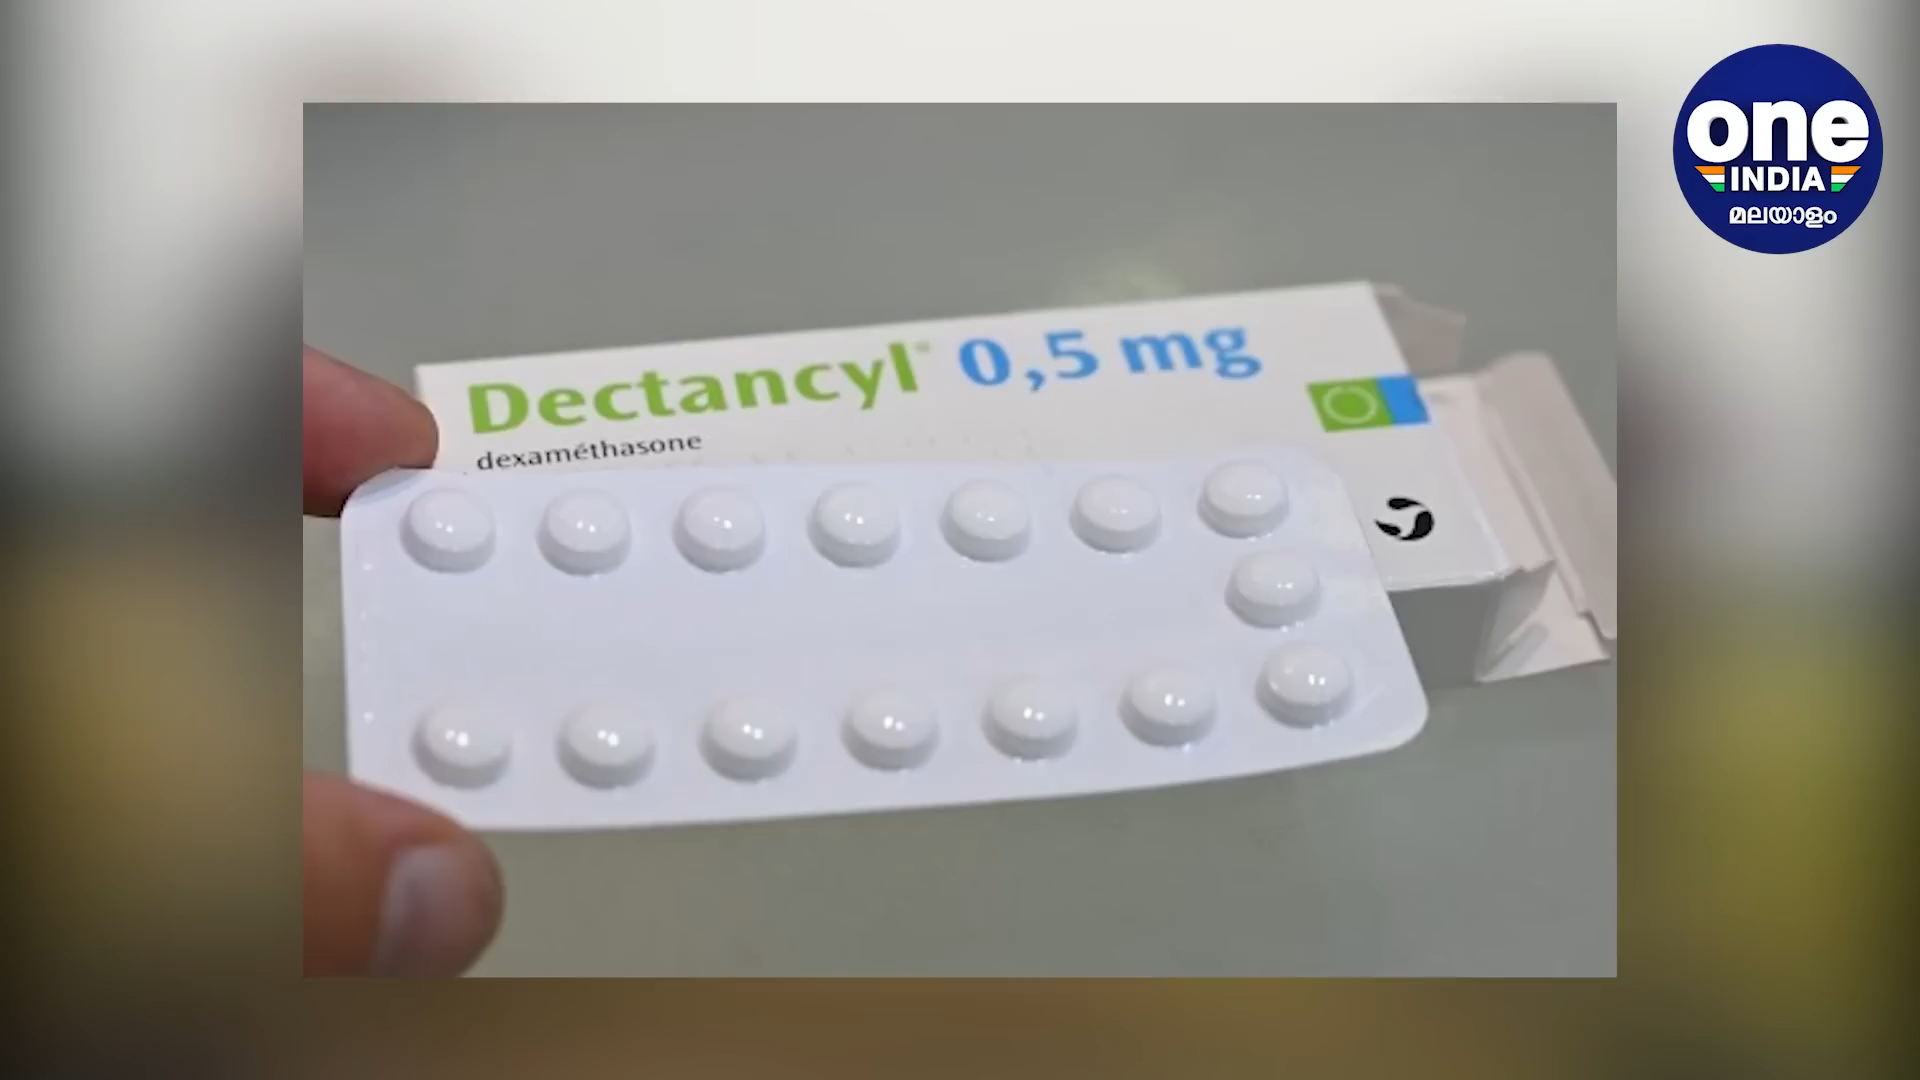 one
INDIA
മലയാളം
Dectancyl® 0,5 mg
dexaméthasone